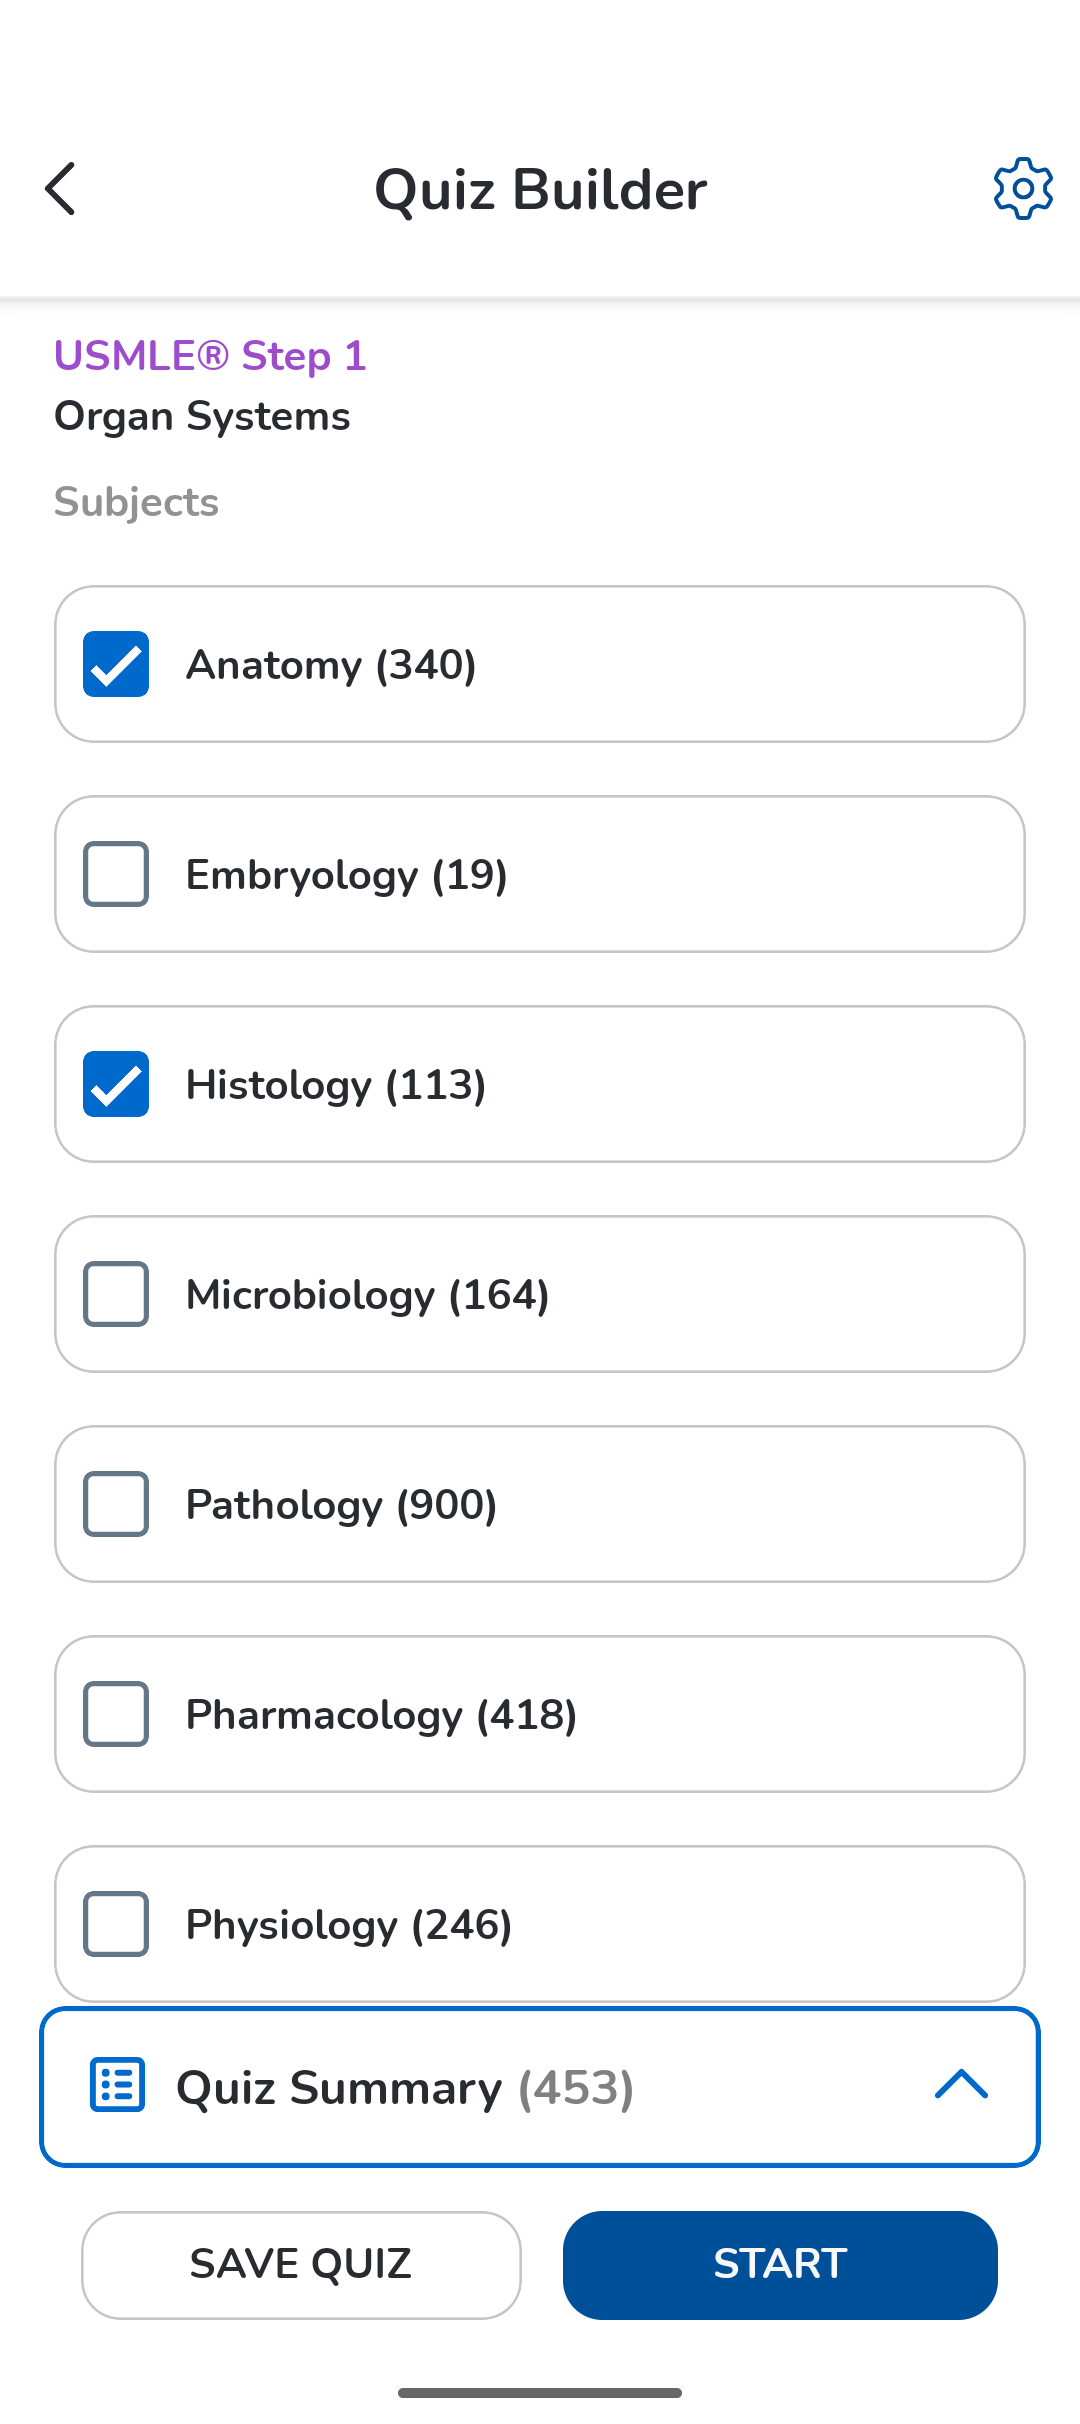 Quiz Builder
USMLE® Step 1
Organ Systems
Subjects
Anatomy (340)
Embryology (19)
Histology (113)
Microbiology (164)
Pathology (900)
Pharmacology (418)
Physiology (246)
Quiz Summary (453)
SAVE QUIZ
START